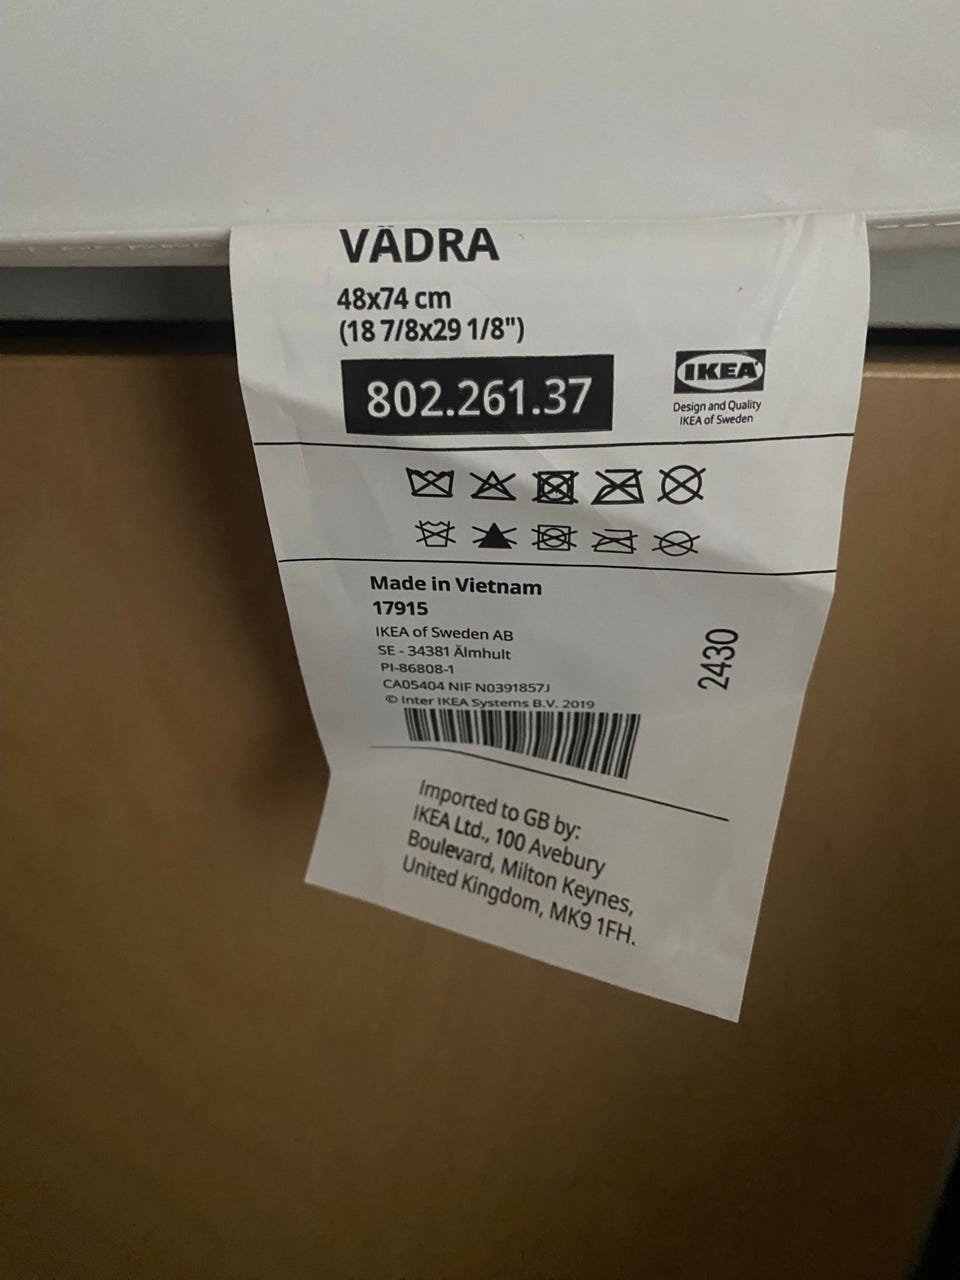 VÄDRA
48x74 cm
(18 7/8x29 1/8")
802.261.37
IKEA
Design and Quality
IKEA of Sweden
Made in Vietnam
17915
IKEA of Sweden AB
SE - 34381 Älmhult
PI-86808-1
CA05404 NIF N0391857J
© Inter IKEA Systems B.V. 2019
2430
Imported to GB by:
IKEA Ltd., 100 Avebury
Boulevard, Milton Keynes,
United Kingdom, MK9 1FH.